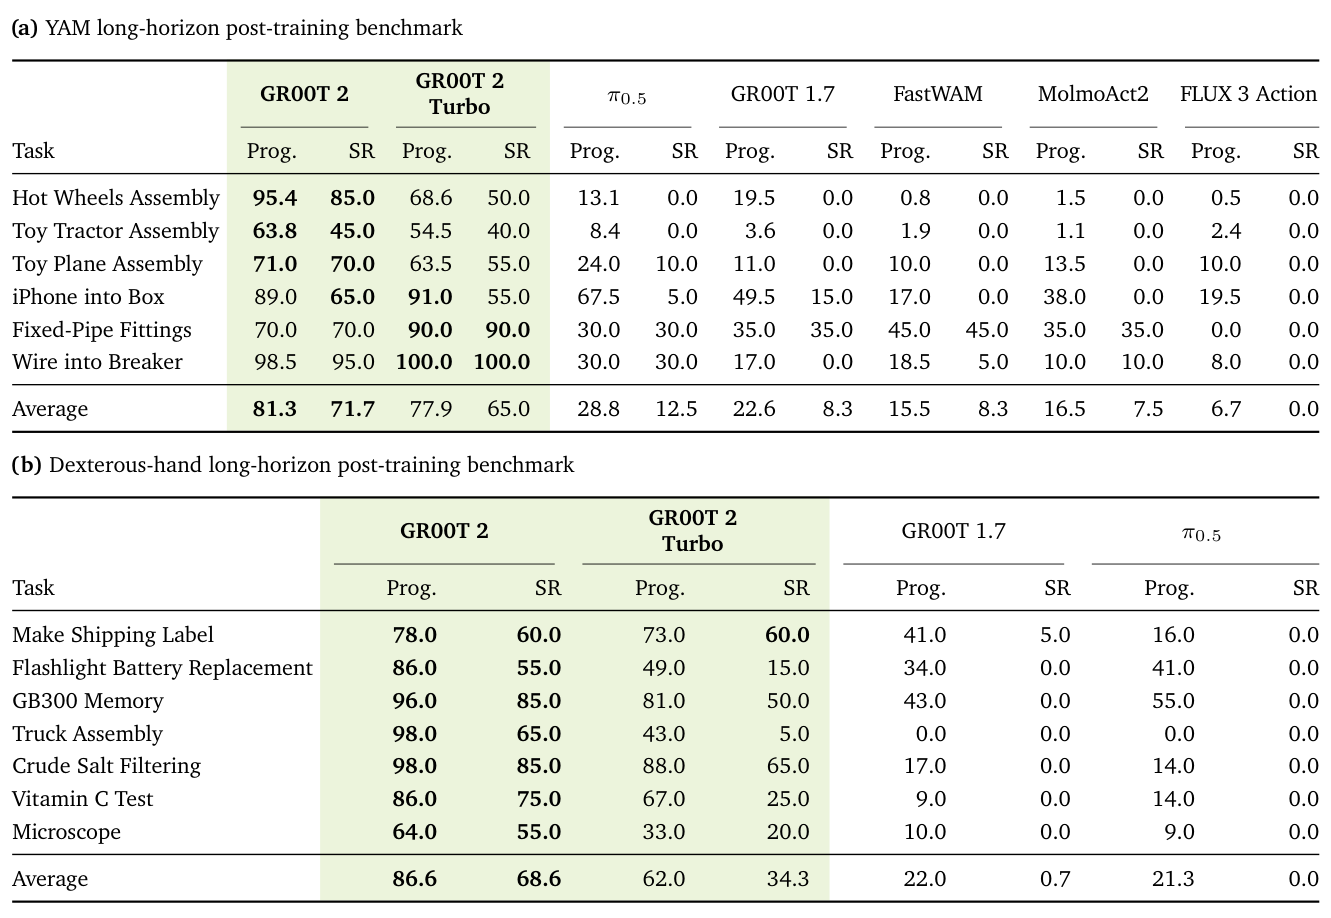 (a) YAM long-horizon post-training benchmark
GR00T 2 GR00T 2 Turbo π0.5 GR00T 1.7 FastWAM MolmoAct2 FLUX 3 Action
Task Prog. SR Prog. SR Prog. SR Prog. SR Prog. SR Prog. SR Prog. SR
Hot Wheels Assembly 95.4 85.0 68.6 50.0 13.1 0.0 19.5 0.0 0.8 0.0 1.5 0.0 0.5 0.0
Toy Tractor Assembly 63.8 45.0 54.5 40.0 8.4 0.0 3.6 0.0 1.9 0.0 1.1 0.0 2.4 0.0
Toy Plane Assembly 71.0 70.0 63.5 55.0 24.0 10.0 11.0 0.0 10.0 0.0 13.5 0.0 10.0 0.0
iPhone into Box 89.0 65.0 91.0 55.0 67.5 5.0 49.5 15.0 17.0 0.0 38.0 0.0 19.5 0.0
Fixed-Pipe Fittings 70.0 70.0 90.0 90.0 30.0 30.0 35.0 35.0 45.0 45.0 35.0 35.0 0.0 0.0
Wire into Breaker 98.5 95.0 100.0 100.0 30.0 30.0 17.0 0.0 18.5 5.0 10.0 10.0 8.0 0.0
Average 81.3 71.7 77.9 65.0 28.8 12.5 22.6 8.3 15.5 8.3 16.5 7.5 6.7 0.0
(b) Dexterous-hand long-horizon post-training benchmark
GR00T 2 GR00T 2 Turbo GR00T 1.7 π0.5
Task Prog. SR Prog. SR Prog. SR Prog. SR
Make Shipping Label 78.0 60.0 73.0 60.0 41.0 5.0 16.0 0.0
Flashlight Battery Replacement 86.0 55.0 49.0 15.0 34.0 0.0 41.0 0.0
GB300 Memory 96.0 85.0 81.0 50.0 43.0 0.0 55.0 0.0
Truck Assembly 98.0 65.0 43.0 5.0 0.0 0.0 0.0 0.0
Crude Salt Filtering 98.0 85.0 88.0 65.0 17.0 0.0 14.0 0.0
Vitamin C Test 86.0 75.0 67.0 25.0 9.0 0.0 14.0 0.0
Microscope 64.0 55.0 33.0 20.0 10.0 0.0 9.0 0.0
Average 86.6 68.6 62.0 34.3 22.0 0.7 21.3 0.0